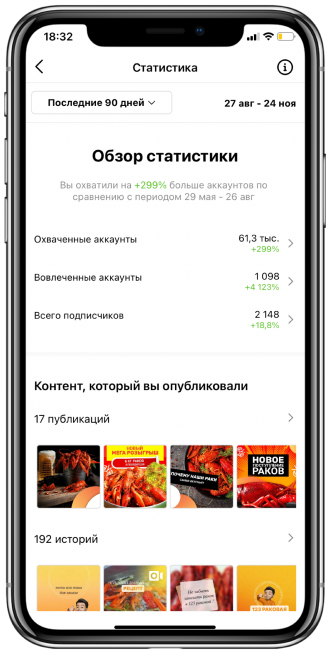 18:32
Статистика
Последние 90 дней
27 авг - 24 ноя
Обзор статистики
Вы охватили на +299% больше аккаунтов по
сравнению с периодом 29 мая - 26 авг
Охваченные аккаунты
61,3 тыс.
+299%
Вовлеченные аккаунты
1 098
+4 123%
Всего подписчиков
2 148
+18,8%
Контент, который вы опубликовали
17 публикаций
НОВЫЙ
МЕГА РОЗЫГРЫШ
ПОЧЕМУ НАШИ РАКИ
НОВОЕ
ПОСТУПЛЕНИЕ
РАКОВ
192 историй
РЕЦЕПТ
123 РАКОВАЯ